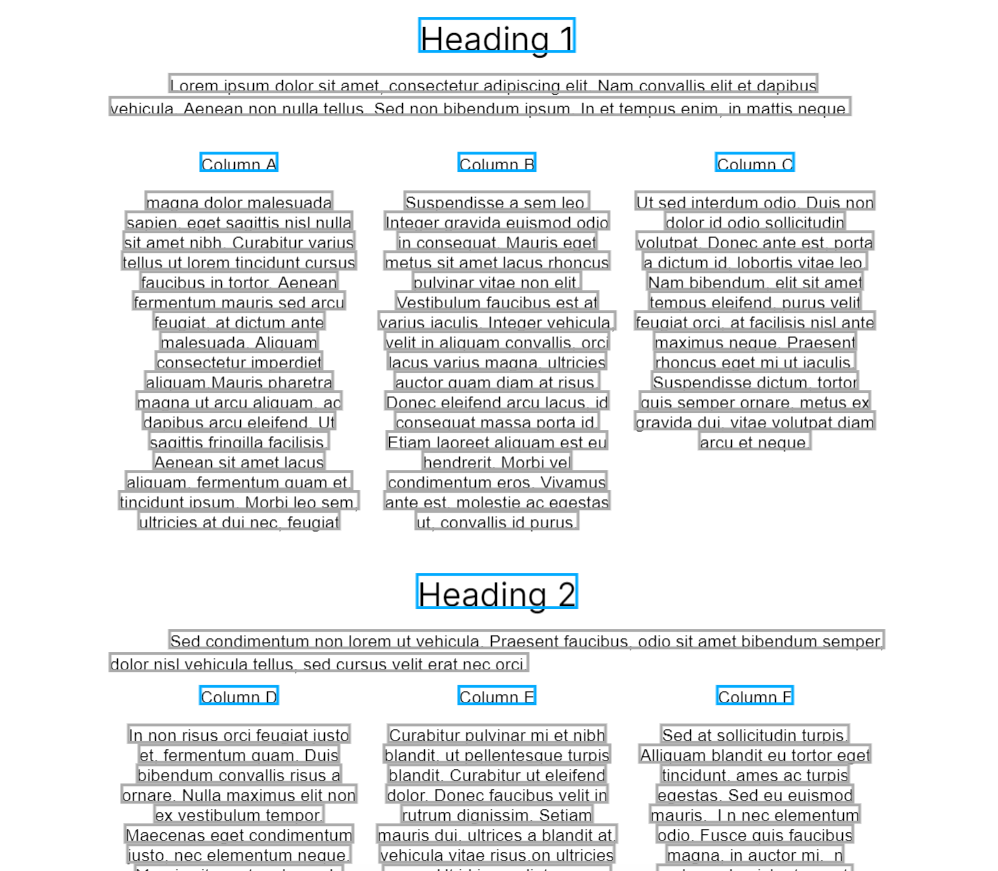 Heading 1
Lorem ipsum dolor sit amet, consectetur adipiscing elit. Nam convallis elit et dapibus
vehicula. Aenean non nulla tellus. Sed non bibendum ipsum. In et tempus enim, in mattis neque.
Column A
magna dolor malesuada
sapien, eget sagittis nisl nulla
sit amet nibh. Curabitur varius
tellus ut lorem tincidunt cursus
faucibus in tortor. Aenean
fermentum mauris sed arcu
feugiat, at dictum ante
malesuada. Aliquam
consectetur imperdiet
aliquam Mauris pharetra
magna ut arcu aliquam, ac
dapibus arcu eleifend. Ut
sagittis fringilla facilisis.
Aenean sit amet lacus
aliquam, fermentum quam et,
tincidunt ipsum. Morbi leo sem,
ultricies at dui nec, feugiat
Column B
Suspendisse a sem leo.
Integer gravida euismod odio
in consequat. Mauris eget
metus sit amet lacus rhoncus
pulvinar vitae non elit.
Vestibulum faucibus est at
varius iaculis. Integer vehicula,
velit in aliquam convallis, orci
lacus varius magna, ultricies
auctor quam diam at risus.
Donec eleifend arcu lacus, id
consequat massa porta id.
Etiam laoreet aliquam est eu
hendrerit. Morbi vel
condimentum eros. Vivamus
ante est, molestie ac egestas
ut, convallis id purus.
Column C
Ut sed interdum odio. Duis non
dolor id odio sollicitudin
volutpat. Donec ante est, porta
a dictum id, lobortis vitae leo.
Nam bibendum, elit sit amet
tempus eleifend, purus velit
feugiat orci, at facilisis nisl ante
maximus neque. Praesent
rhoncus eget mi ut iaculis.
Suspendisse dictum, tortor
quis semper ornare, metus ex
gravida dui, vitae volutpat diam
arcu et neque.
Heading 2
Sed condimentum non lorem ut vehicula. Praesent faucibus, odio sit amet bibendum semper,
dolor nisl vehicula tellus, sed cursus velit erat nec orci.
Column D
In non risus orci feugiat justo
et, fermentum quam. Duis
bibendum convallis risus a
ornare. Nulla maximus elit non
ex vestibulum tempor.
Maecenas eget condimentum
justo, nec elementum neque.
Column E
Curabitur pulvinar mi et nibh
blandit, ut pellentesque turpis
blandit. Curabitur ut eleifend
dolor. Donec faucibus velit in
rutrum dignissim. Setiam
mauris dui, ultrices a blandit at,
vehicula vitae risus.on ultricies
Column F
Sed at sollicitudin turpis.
Alliquam blandit eu tortor eget
tincidunt, ames ac turpis
egestas. Sed eu euismod
mauris. I n nec elementum
odio. Fusce quis faucibus
magna, in auctor mi. n